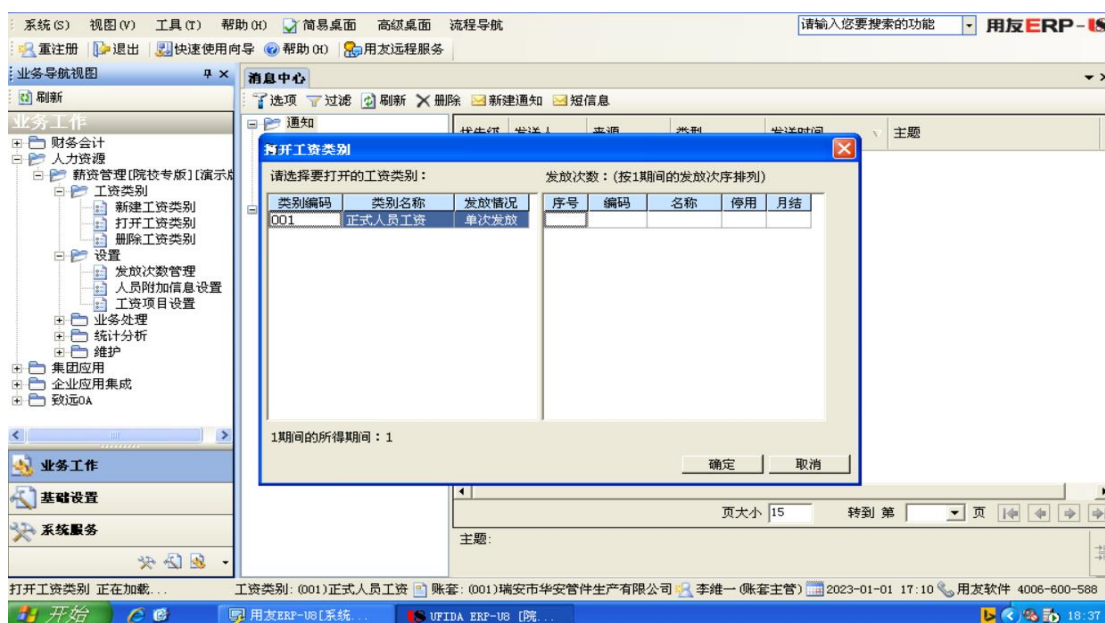 系统(S) 视图(V) 工具(T) 帮助(H) 简易桌面 高级桌面 流程导航 请输入您要搜索的功能 用友ERP-
重注册 退出 快速使用向导 帮助(H) 用友远程服务
业务导航视图
消息中心
刷新
选项 过滤 刷新 删除 新建通知 短信息
业务工作
通知
优先级 发送人 来源 类型 发送时间 主题
财务会计
人力资源
薪资管理[院校专版][演示版
工资类别
新建工资类别
打开工资类别
删除工资类别
设置
发放次数管理
人员附加信息设置
工资项目设置
业务处理
统计分析
维护
集团应用
企业应用集成
致远OA
打开工资类别
请选择要打开的工资类别： 发放次数：(按1期间的发放次序排列)
类别编码 类别名称 发放情况 序号 编码 名称 停用 月结
001 正式人员工资 单次发放
1期间的所得期间：1
确定 取消
业务工作
基础设置
系统服务
页大小 15 转到 第 页
主题:
打开工资类别 正在加载... 工资类别: (001)正式人员工资 账套: (001)瑞安市华安管件生产有限公司 李维一(账套主管) 2023-01-01 17:10 用友软件 4006-600-588
开始 用友ERP-U8[系统... UFIDA ERP-U8 [院... 18:37